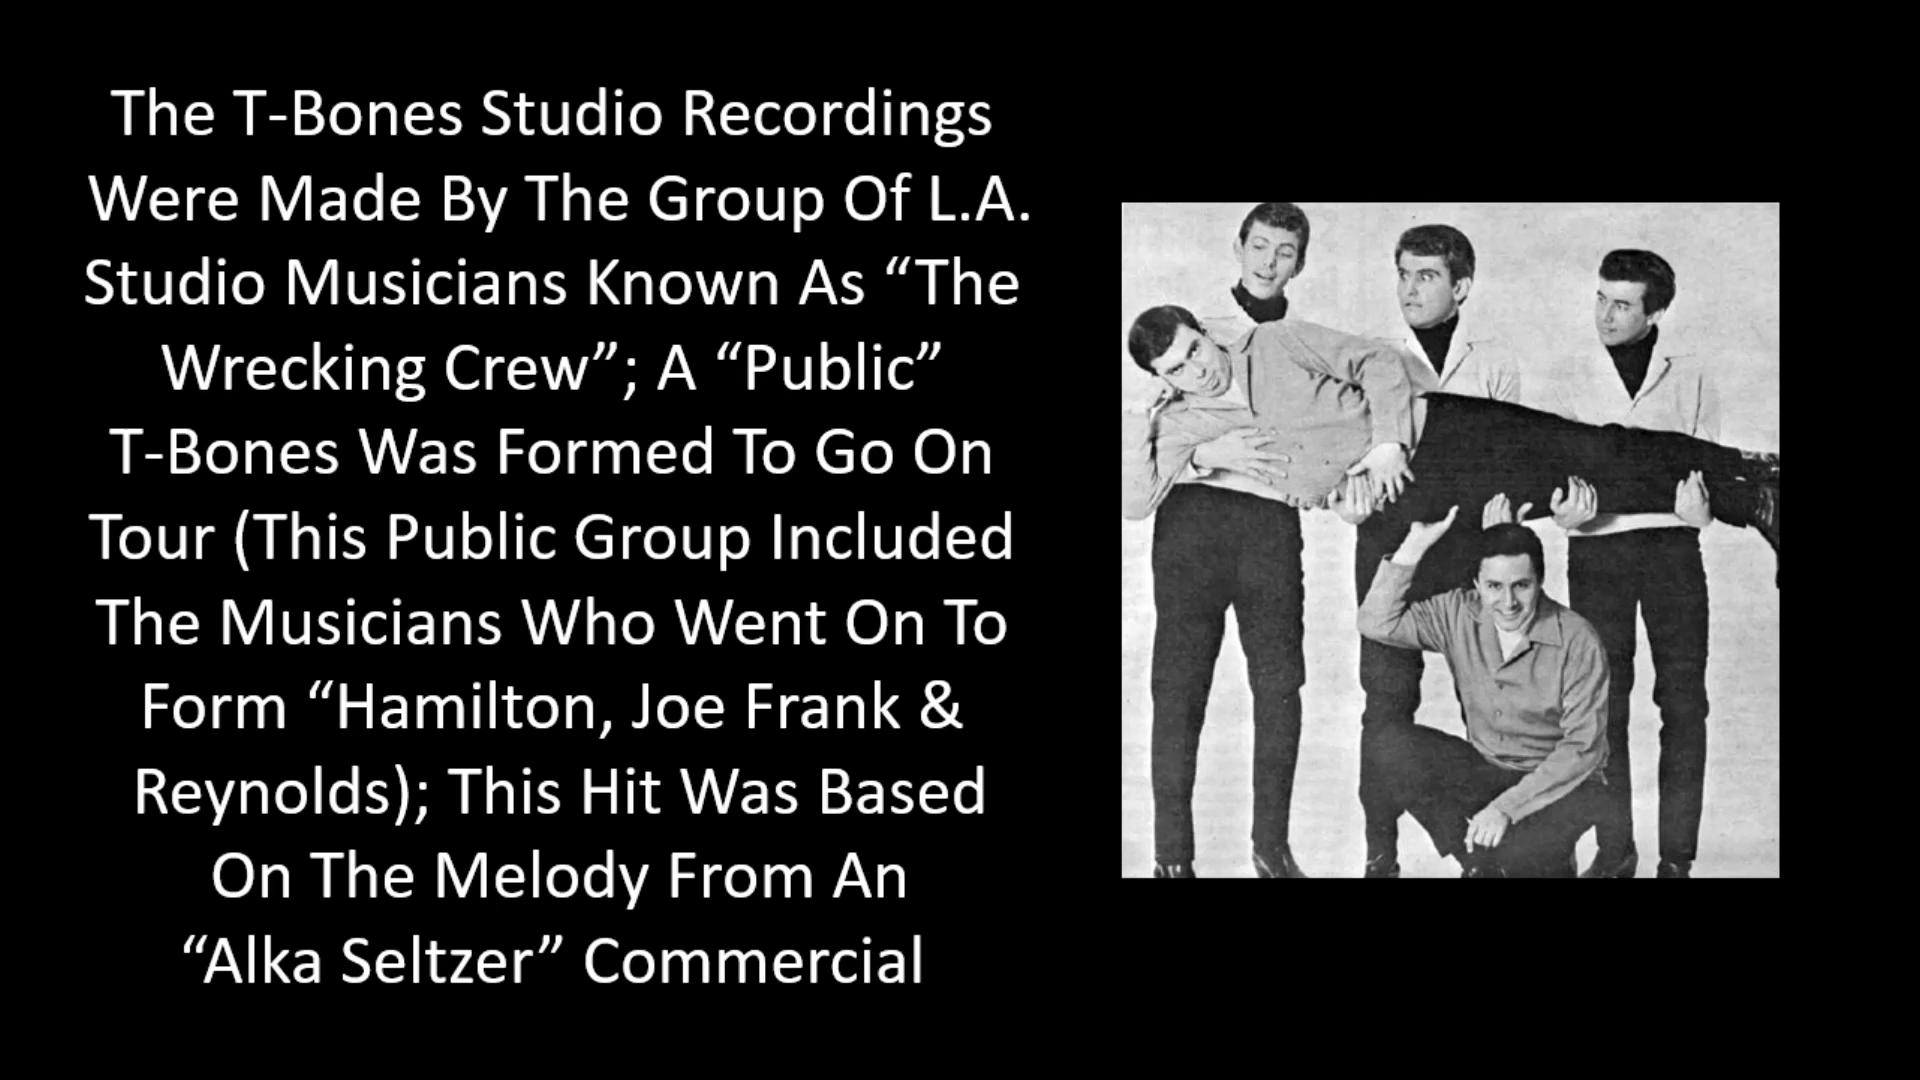 The T-Bones Studio Recordings
Were Made By The Group Of L.A.
Studio Musicians Known As “The
Wrecking Crew”; A “Public”
T-Bones Was Formed To Go On
Tour (This Public Group Included
The Musicians Who Went On To
Form “Hamilton, Joe Frank &
Reynolds); This Hit Was Based
On The Melody From An
“Alka Seltzer” Commercial